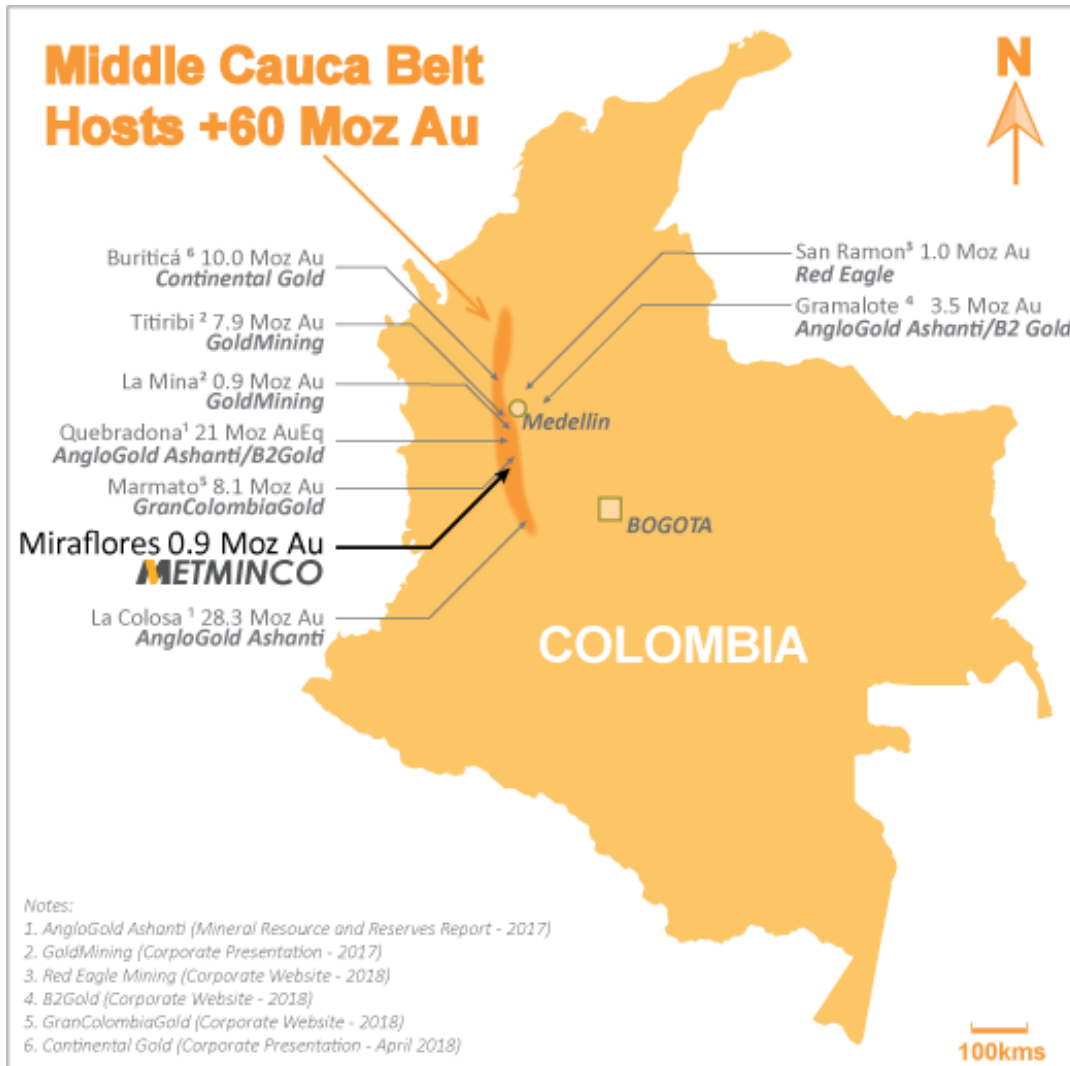 Middle Cauca Belt
Hosts +60 Moz Au
N
Buriticá ⁶ 10.0 Moz Au
Continental Gold
Titiribi ² 7.9 Moz Au
GoldMining
La Mina² 0.9 Moz Au
GoldMining
Quebradona¹ 21 Moz AuEq
AngloGold Ashanti/B2Gold
Marmato⁵ 8.1 Moz Au
GranColombiaGold
Miraflores 0.9 Moz Au
METMINCO
La Colosa ¹ 28.3 Moz Au
AngloGold Ashanti
San Ramon³ 1.0 Moz Au
Red Eagle
Gramalote ⁴ 3.5 Moz Au
AngloGold Ashanti/B2 Gold
Medellin
BOGOTA
COLOMBIA
Notes:
1. AngloGold Ashanti (Mineral Resource and Reserves Report - 2017)
2. GoldMining (Corporate Presentation - 2017)
3. Red Eagle Mining (Corporate Website - 2018)
4. B2Gold (Corporate Website - 2018)
5. GranColombiaGold (Corporate Website - 2018)
6. Continental Gold (Corporate Presentation - April 2018)
100kms